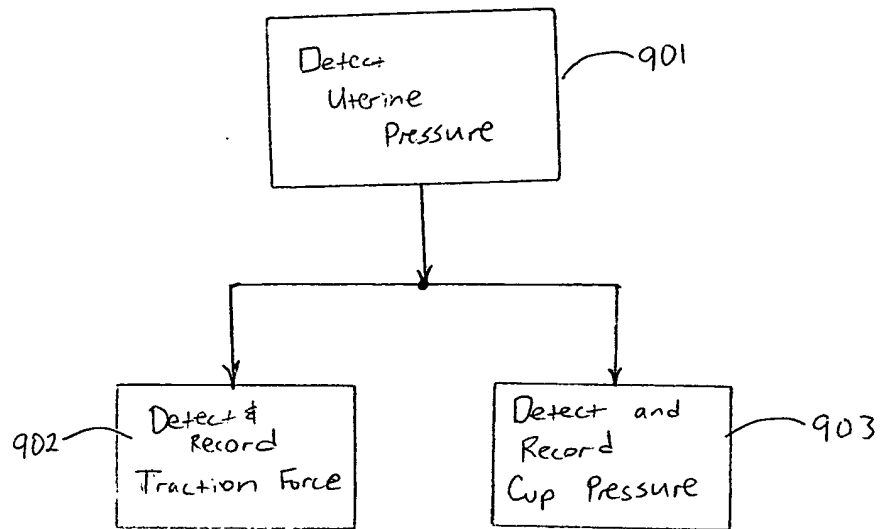 Detect
Uterine
Pressure
901
Detect &
Record
Traction Force
902
Detect and
Record
Cup Pressure
903